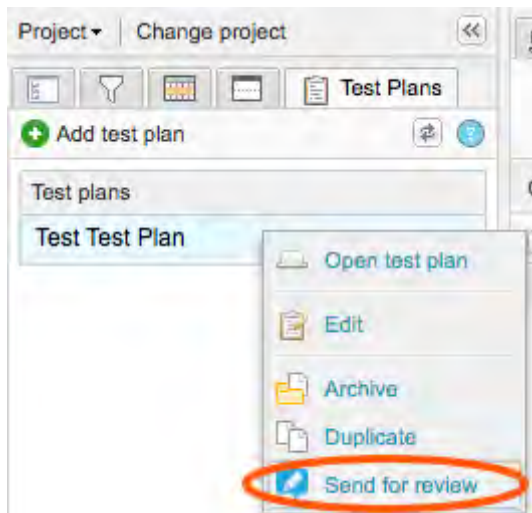 Project Change project
Test Plans
Add test plan
Test plans
Test Test Plan
Open test plan
Edit
Archive
Duplicate
Send for review